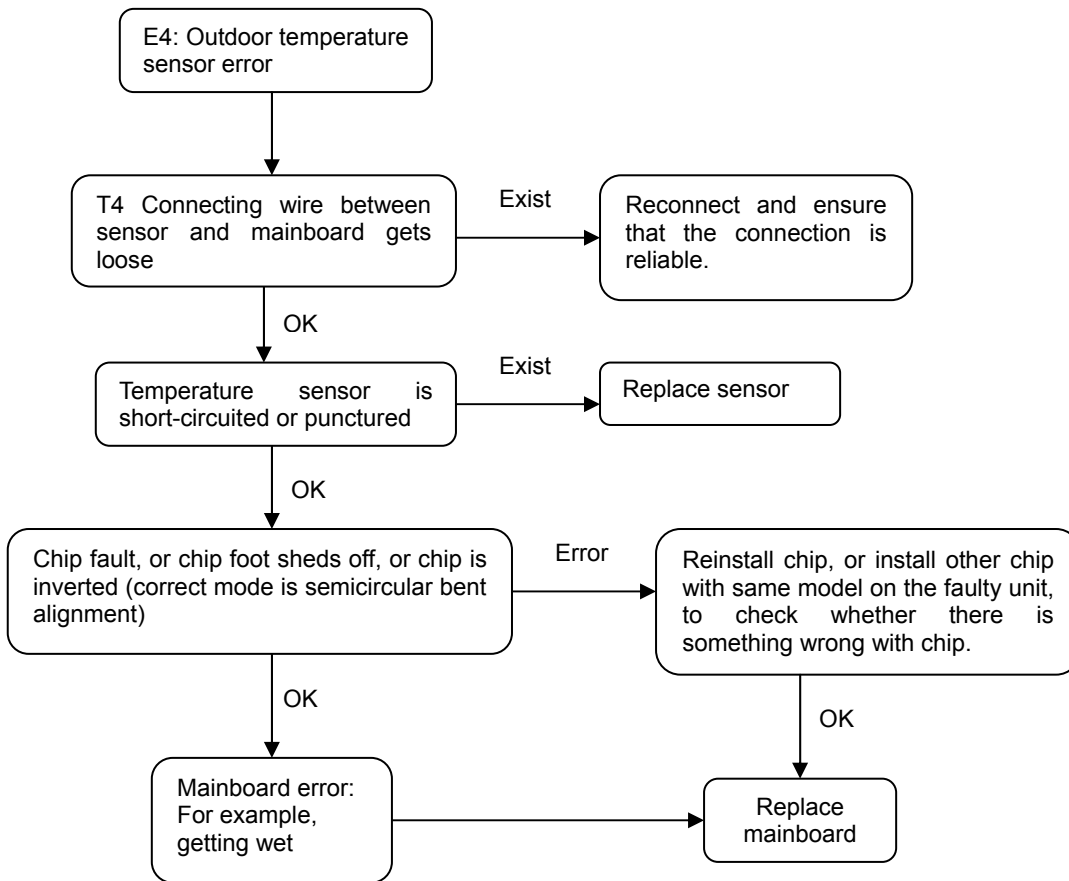 E4: Outdoor temperature
sensor error
T4 Connecting wire between
sensor and mainboard gets
loose
Exist
Reconnect and ensure
that the connection is
reliable.
OK
Temperature sensor is
short-circuited or punctured
Exist
Replace sensor
OK
Chip fault, or chip foot sheds off, or chip is
inverted (correct mode is semicircular bent
alignment)
Error
Reinstall chip, or install other chip
with same model on the faulty unit,
to check whether there is
something wrong with chip.
OK
OK
Mainboard error:
For example,
getting wet
Replace
mainboard